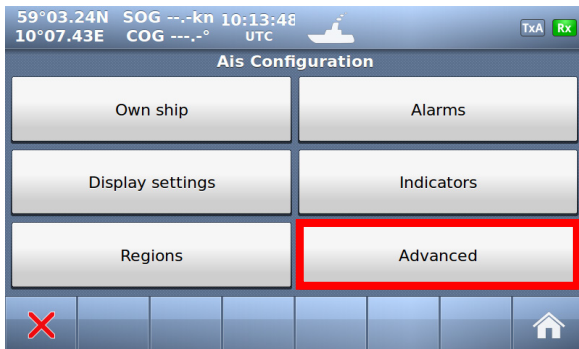 59°03.24N SOG --.-kn 10:13:48
10°07.43E COG ---.-° UTC
TxA Rx
Ais Configuration
Own ship Alarms
Display settings Indicators
Regions Advanced